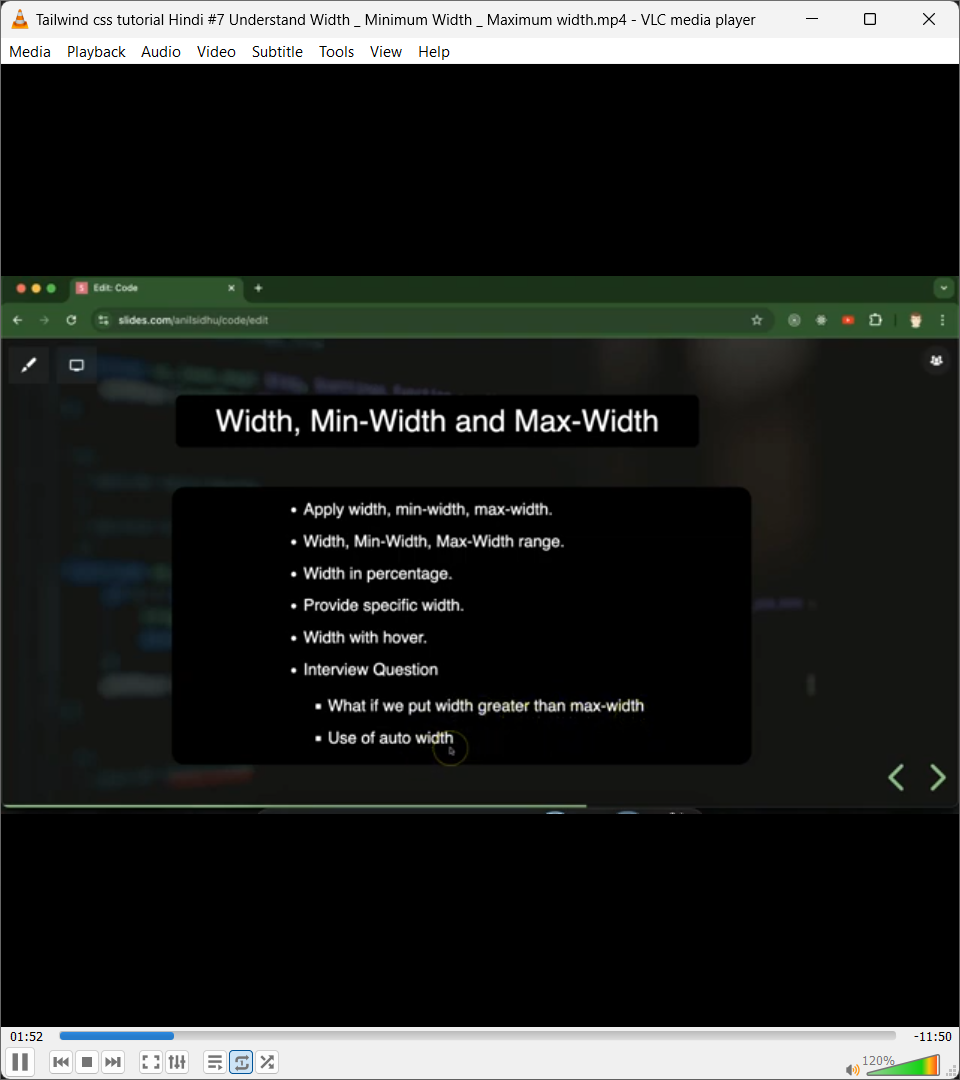 Tailwind css tutorial Hindi #7 Understand Width _ Minimum Width _ Maximum width.mp4 - VLC media player
Media Playback Audio Video Subtitle Tools View Help
Edit: Code
slides.com/anilsidhu/code/edit
Width, Min-Width and Max-Width
• Apply width, min-width, max-width.
• Width, Min-Width, Max-Width range.
• Width in percentage.
• Provide specific width.
• Width with hover.
• Interview Question
▪ What if we put width greater than max-width
▪ Use of auto width
01:52 -11:50
120%